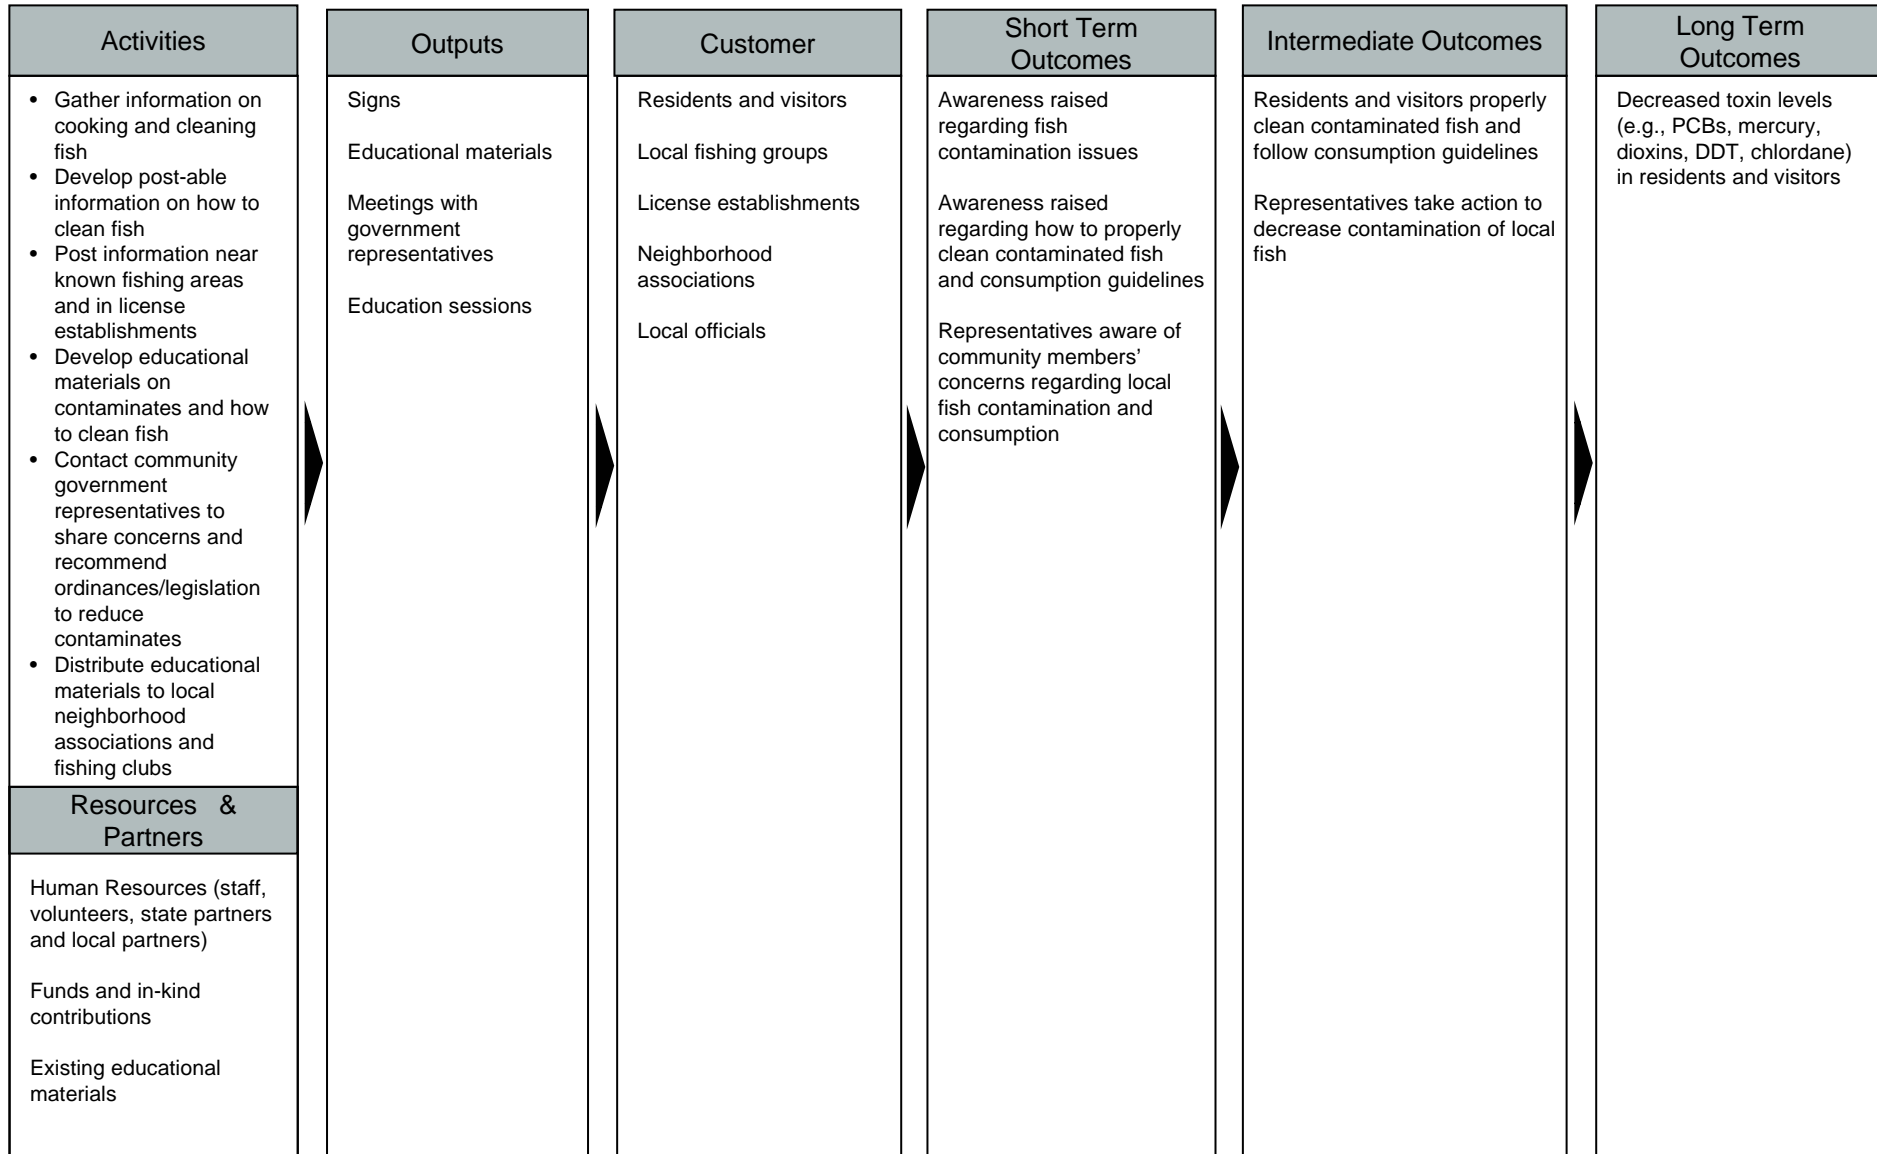 Activities
• Gather information on
cooking and cleaning
fish
• Develop post-able
information on how to
clean fish
• Post information near
known fishing areas
and in license
establishments
• Develop educational
materials on
contaminates and how
to clean fish
• Contact community
government
representatives to
share concerns and
recommend
ordinances/legislation
to reduce
contaminates
• Distribute educational
materials to local
neighborhood
associations and
fishing clubs
Resources &
Partners
Human Resources (staff,
volunteers, state partners
and local partners)
Funds and in-kind
contributions
Existing educational
materials
Outputs
Signs
Educational materials
Meetings with
government
representatives
Education sessions
Customer
Residents and visitors
Local fishing groups
License establishments
Neighborhood
associations
Local officials
Short Term
Outcomes
Awareness raised
regarding fish
contamination issues
Awareness raised
regarding how to properly
clean contaminated fish
and consumption guidelines
Representatives aware of
community members’
concerns regarding local
fish contamination and
consumption
Intermediate Outcomes
Residents and visitors properly
clean contaminated fish and
follow consumption guidelines
Representatives take action to
decrease contamination of local
fish
Long Term
Outcomes
Decreased toxin levels
(e.g., PCBs, mercury,
dioxins, DDT, chlordane)
in residents and visitors